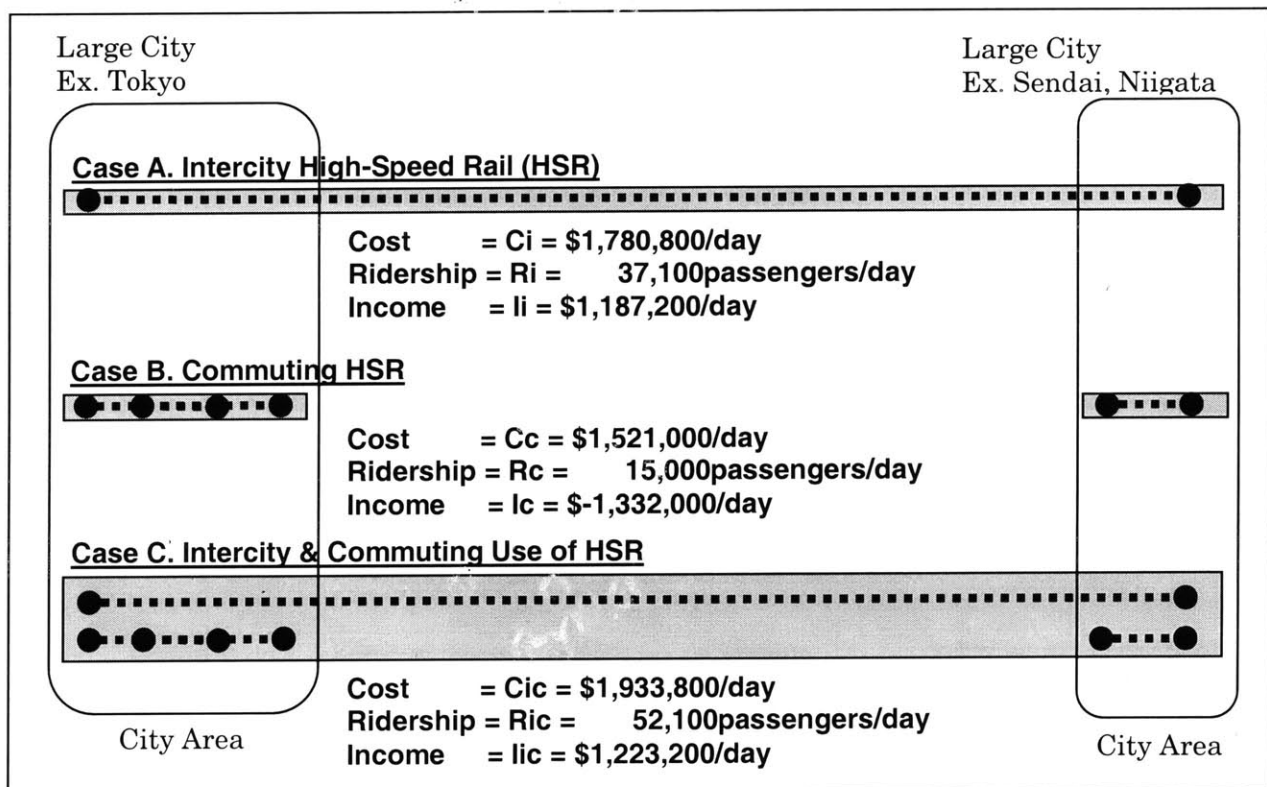 Large City
Ex. Tokyo
Large City
Ex. Sendai, Niigata
Case A. Intercity High-Speed Rail (HSR)
Cost = Ci = $1,780,800/day
Ridership = Ri = 37,100passengers/day
Income = Ii = $1,187,200/day
Case B. Commuting HSR
Cost = Cc = $1,521,000/day
Ridership = Rc = 15,000passengers/day
Income = Ic = $-1,332,000/day
Case C. Intercity & Commuting Use of HSR
Cost = Cic = $1,933,800/day
Ridership = Ric = 52,100passengers/day
Income = Iic = $1,223,200/day
City Area
City Area